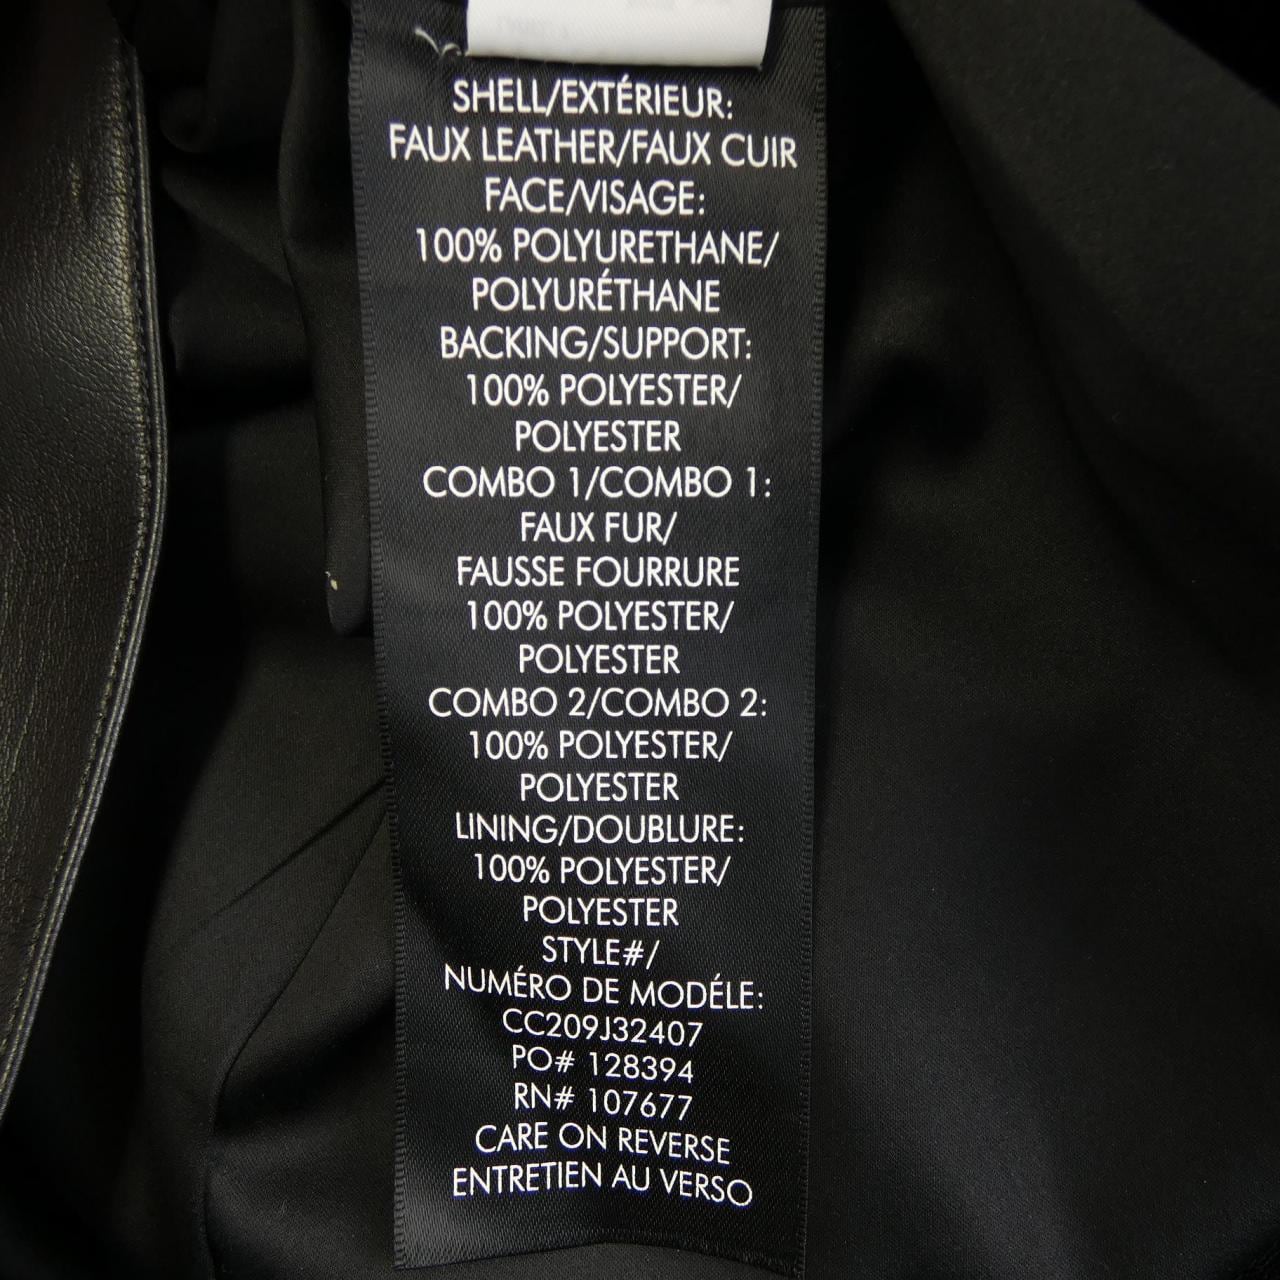 SHELL/EXTÉRIEUR:
FAUX LEATHER/FAUX CUIR
FACE/VISAGE:
100% POLYURETHANE/
POLYURÉTHANE
BACKING/SUPPORT:
100% POLYESTER/
POLYESTER
COMBO 1/COMBO 1:
FAUX FUR/
FAUSSE FOURRURE
100% POLYESTER/
POLYESTER
COMBO 2/COMBO 2:
100% POLYESTER/
POLYESTER
LINING/DOUBLURE:
100% POLYESTER/
POLYESTER
STYLE#/
NUMÉRO DE MODÉLE:
CC209J32407
PO# 128394
RN# 107677
CARE ON REVERSE
ENTRETIEN AU VERSO